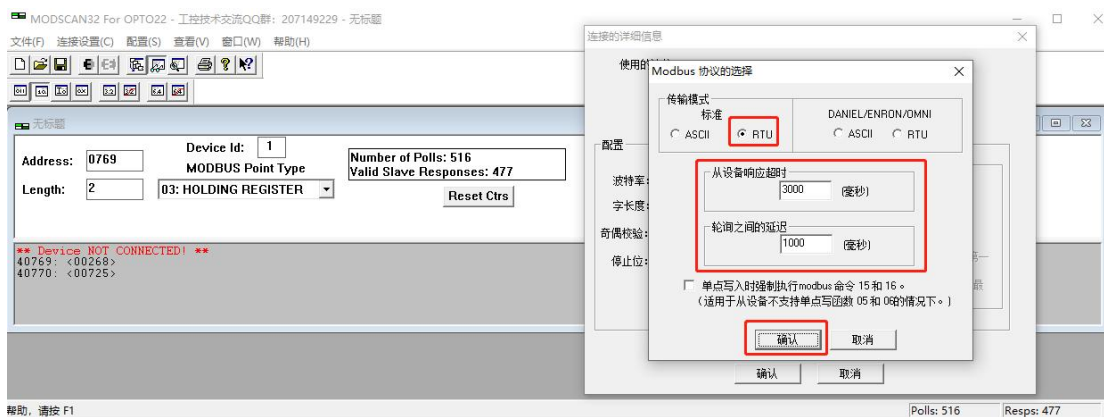 MODSCAN32 For OPTO22 - 工控技术交流QQ群：207149229 - 无标题
文件(F) 连接设置(C) 配置(S) 查看(V) 窗口(W) 帮助(H)
无标题
Address: 0769
Length: 2
Device Id: 1
MODBUS Point Type
03: HOLDING REGISTER
Number of Polls: 516
Valid Slave Responses: 477
Reset Ctrs
** Device NOT CONNECTED! **
40769: <00268>
40770: <00725>
连接的详细信息
使用的
配置
波特率:
字长度:
奇偶校验:
停止位:
确认 取消
Modbus 协议的选择
传输模式
标准
ASCII RTU
DANIEL/ENRON/OMNI
ASCII RTU
从设备响应超时
3000 (毫秒)
轮询之间的延迟
1000 (毫秒)
单点写入时强制执行modbus 命令 15 和 16 。
(适用于从设备不支持单点写函数 05 和 06的情况下。)
确认 取消
帮助，请按 F1
Polls: 516
Resps: 477